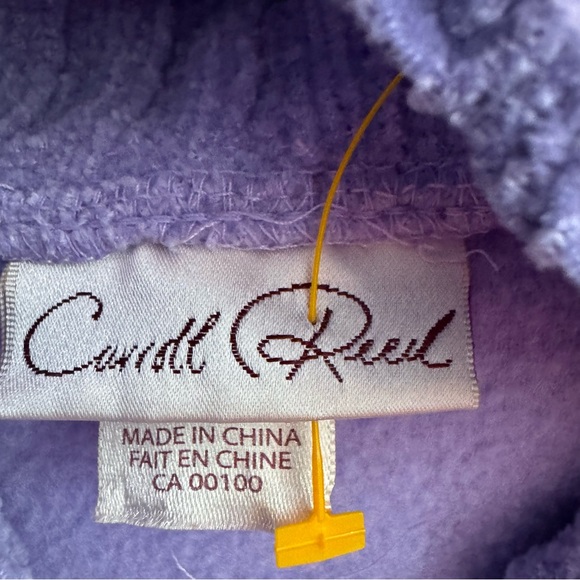 Carroll Reed
MADE IN CHINA
FAIT EN CHINE
CA 00100